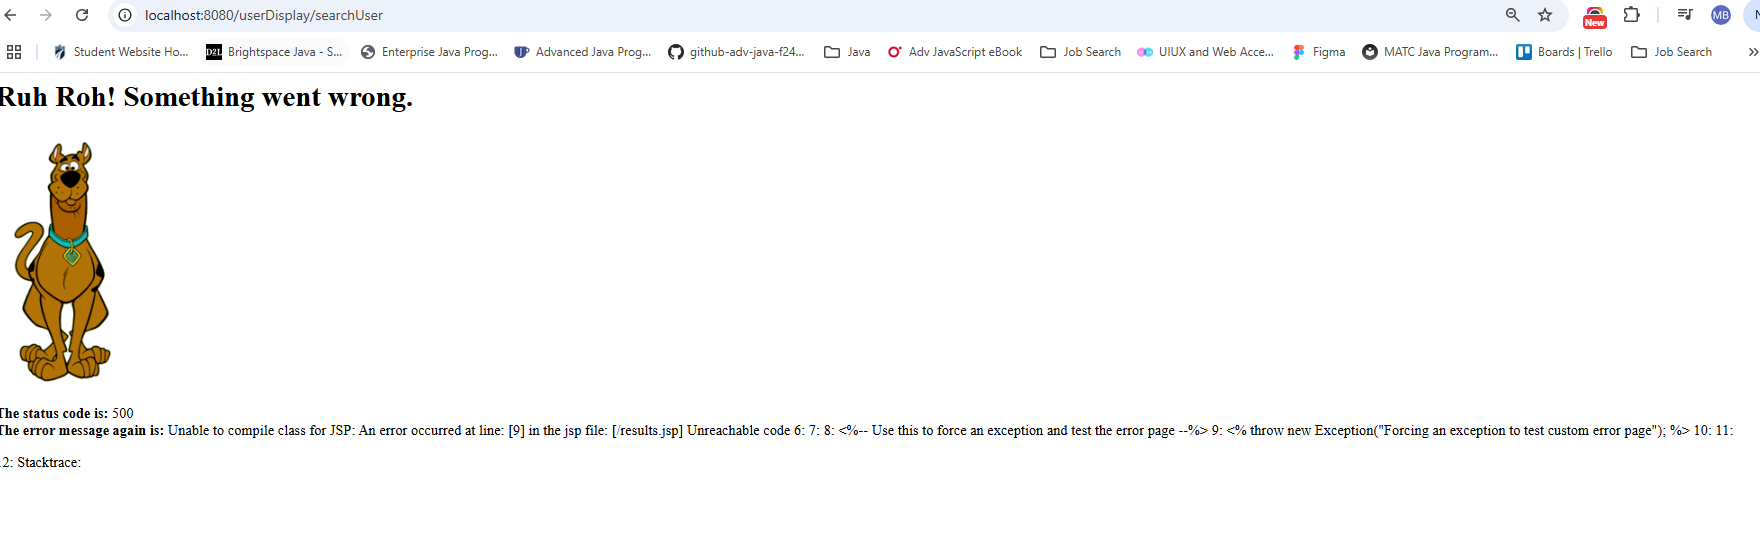 localhost:8080/userDisplay/searchUser
New
MB
Student Website Ho...
D2L
Brightspace Java - S...
Enterprise Java Prog...
Advanced Java Prog...
github-adv-java-f24...
Java
Adv JavaScript eBook
Job Search
UIUX and Web Acce...
Figma
MATC Java Program...
Boards | Trello
Job Search
Ruh Roh! Something went wrong.
The status code is: 500
The error message again is: Unable to compile class for JSP: An error occurred at line: [9] in the jsp file: [/results.jsp] Unreachable code 6: 7: 8: <%-- Use this to force an exception and test the error page --%> 9: <% throw new Exception("Forcing an exception to test custom error page"); %> 10: 11:
2: Stacktrace: